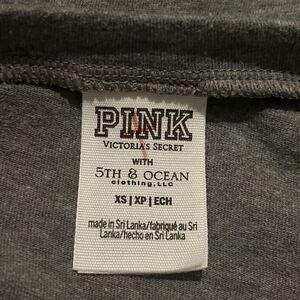 PINK
VICTORIA'S SECRET
WITH
5TH & OCEAN
clothing, LLC
XS | XP | ECH
made in Sri Lanka/fabriqué au Sri
Lanka/hecho en Sri Lanka